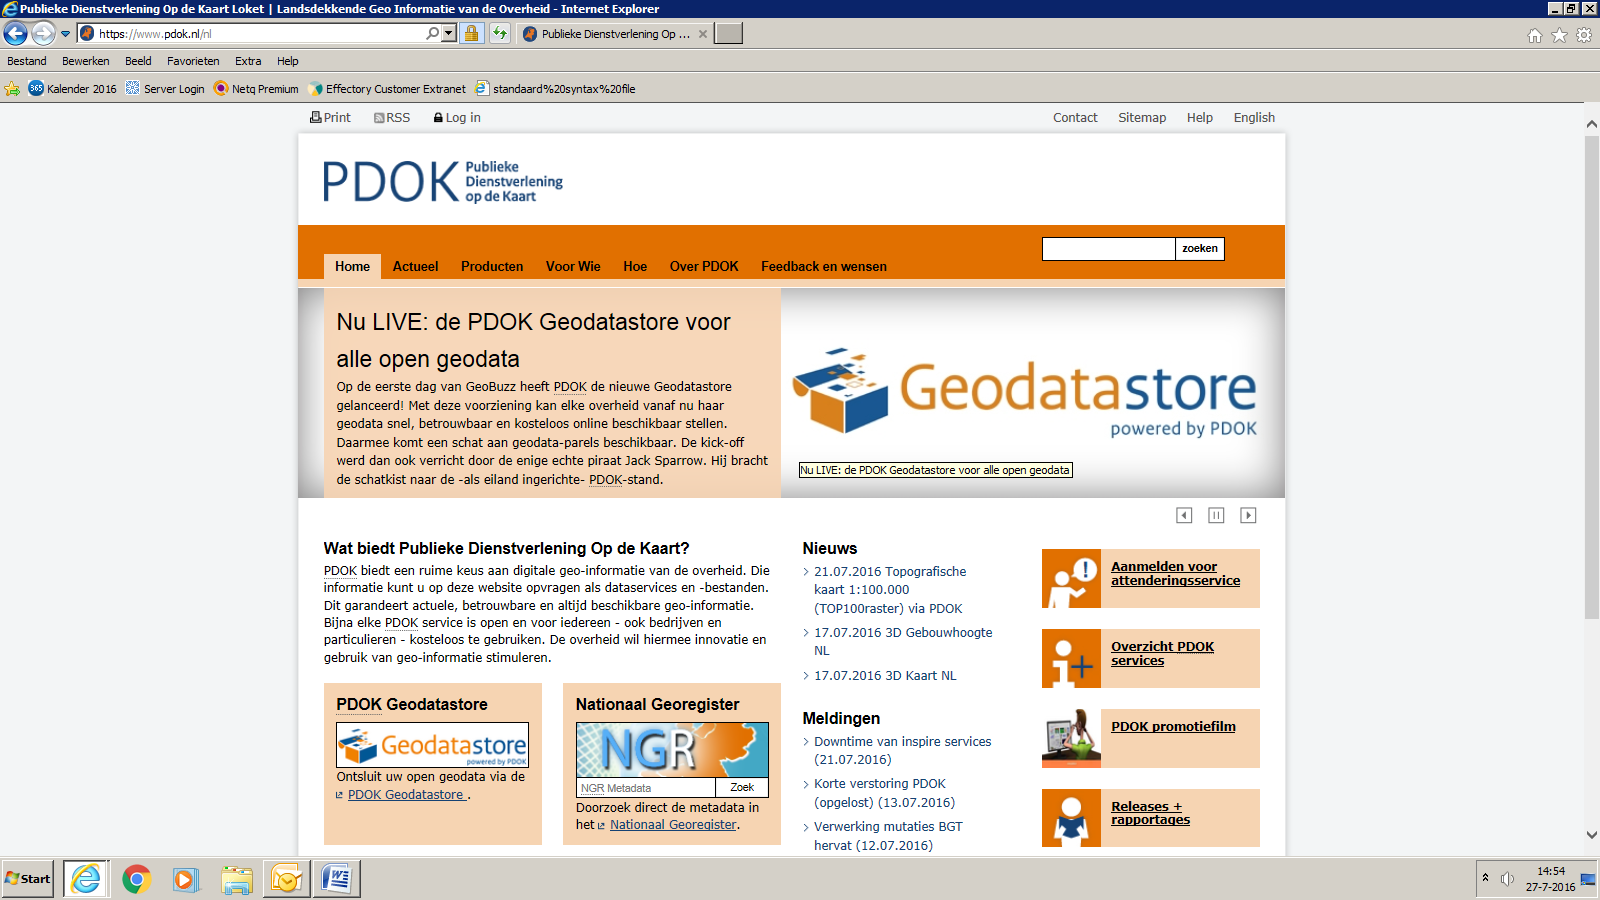 Publieke Dienstverlening Op de Kaart Loket | Landsdekkende Geo Informatie van de Overheid - Internet Explorer
https://www.pdok.nl/nl
Publieke Dienstverlening Op ...
Bestand Bewerken Beeld Favorieten Extra Help
365 Kalender 2016 Server Login Netq Premium Effectory Customer Extranet standaard%20syntax%20file
Print RSS Log in Contact Sitemap Help English
PDOK
Publieke
Dienstverlening
op de Kaart
zoeken
Home Actueel Producten Voor Wie Hoe Over PDOK Feedback en wensen
Nu LIVE: de PDOK Geodatastore voor
alle open geodata
Op de eerste dag van GeoBuzz heeft PDOK de nieuwe Geodatastore
gelanceerd! Met deze voorziening kan elke overheid vanaf nu haar
geodata snel, betrouwbaar en kosteloos online beschikbaar stellen.
Daarmee komt een schat aan geodata-parels beschikbaar. De kick-off
werd dan ook verricht door de enige echte piraat Jack Sparrow. Hij bracht
de schatkist naar de -als eiland ingerichte- PDOK-stand.
Geodatastore
powered by PDOK
Nu LIVE: de PDOK Geodatastore voor alle open geodata
Wat biedt Publieke Dienstverlening Op de Kaart?
PDOK biedt een ruime keus aan digitale geo-informatie van de overheid. Die
informatie kunt u op deze website opvragen als dataservices en -bestanden.
Dit garandeert actuele, betrouwbare en altijd beschikbare geo-informatie.
Bijna elke PDOK service is open en voor iedereen - ook bedrijven en
particulieren - kosteloos te gebruiken. De overheid wil hiermee innovatie en
gebruik van geo-informatie stimuleren.
PDOK Geodatastore
Geodatastore
powered by PDOK
Ontsluit uw open geodata via de
PDOK Geodatastore .
Nationaal Georegister
NGR
NGR Metadata Zoek
Doorzoek direct de metadata in
het Nationaal Georegister.
Nieuws
21.07.2016 Topografische
kaart 1:100.000
(TOP100raster) via PDOK
17.07.2016 3D Gebouwhoogte
NL
17.07.2016 3D Kaart NL
Meldingen
Downtime van inspire services
(21.07.2016)
Korte verstoring PDOK
(opgelost) (13.07.2016)
Verwerking mutaties BGT
hervat (12.07.2016)
Aanmelden voor
attenderingsservice
Overzicht PDOK
services
PDOK promotiefilm
Releases +
rapportages
Start
14:54
27-7-2016